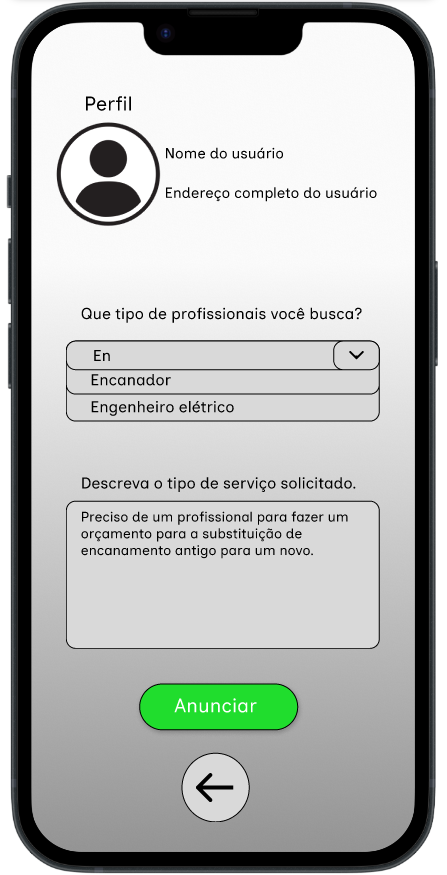 Perfil
Nome do usuário
Endereço completo do usuário
Que tipo de profissionais você busca?
En
Encanador
Engenheiro elétrico
Descreva o tipo de serviço solicitado.
Preciso de um profissional para fazer um
orçamento para a substituição de
encanamento antigo para um novo.
Anunciar